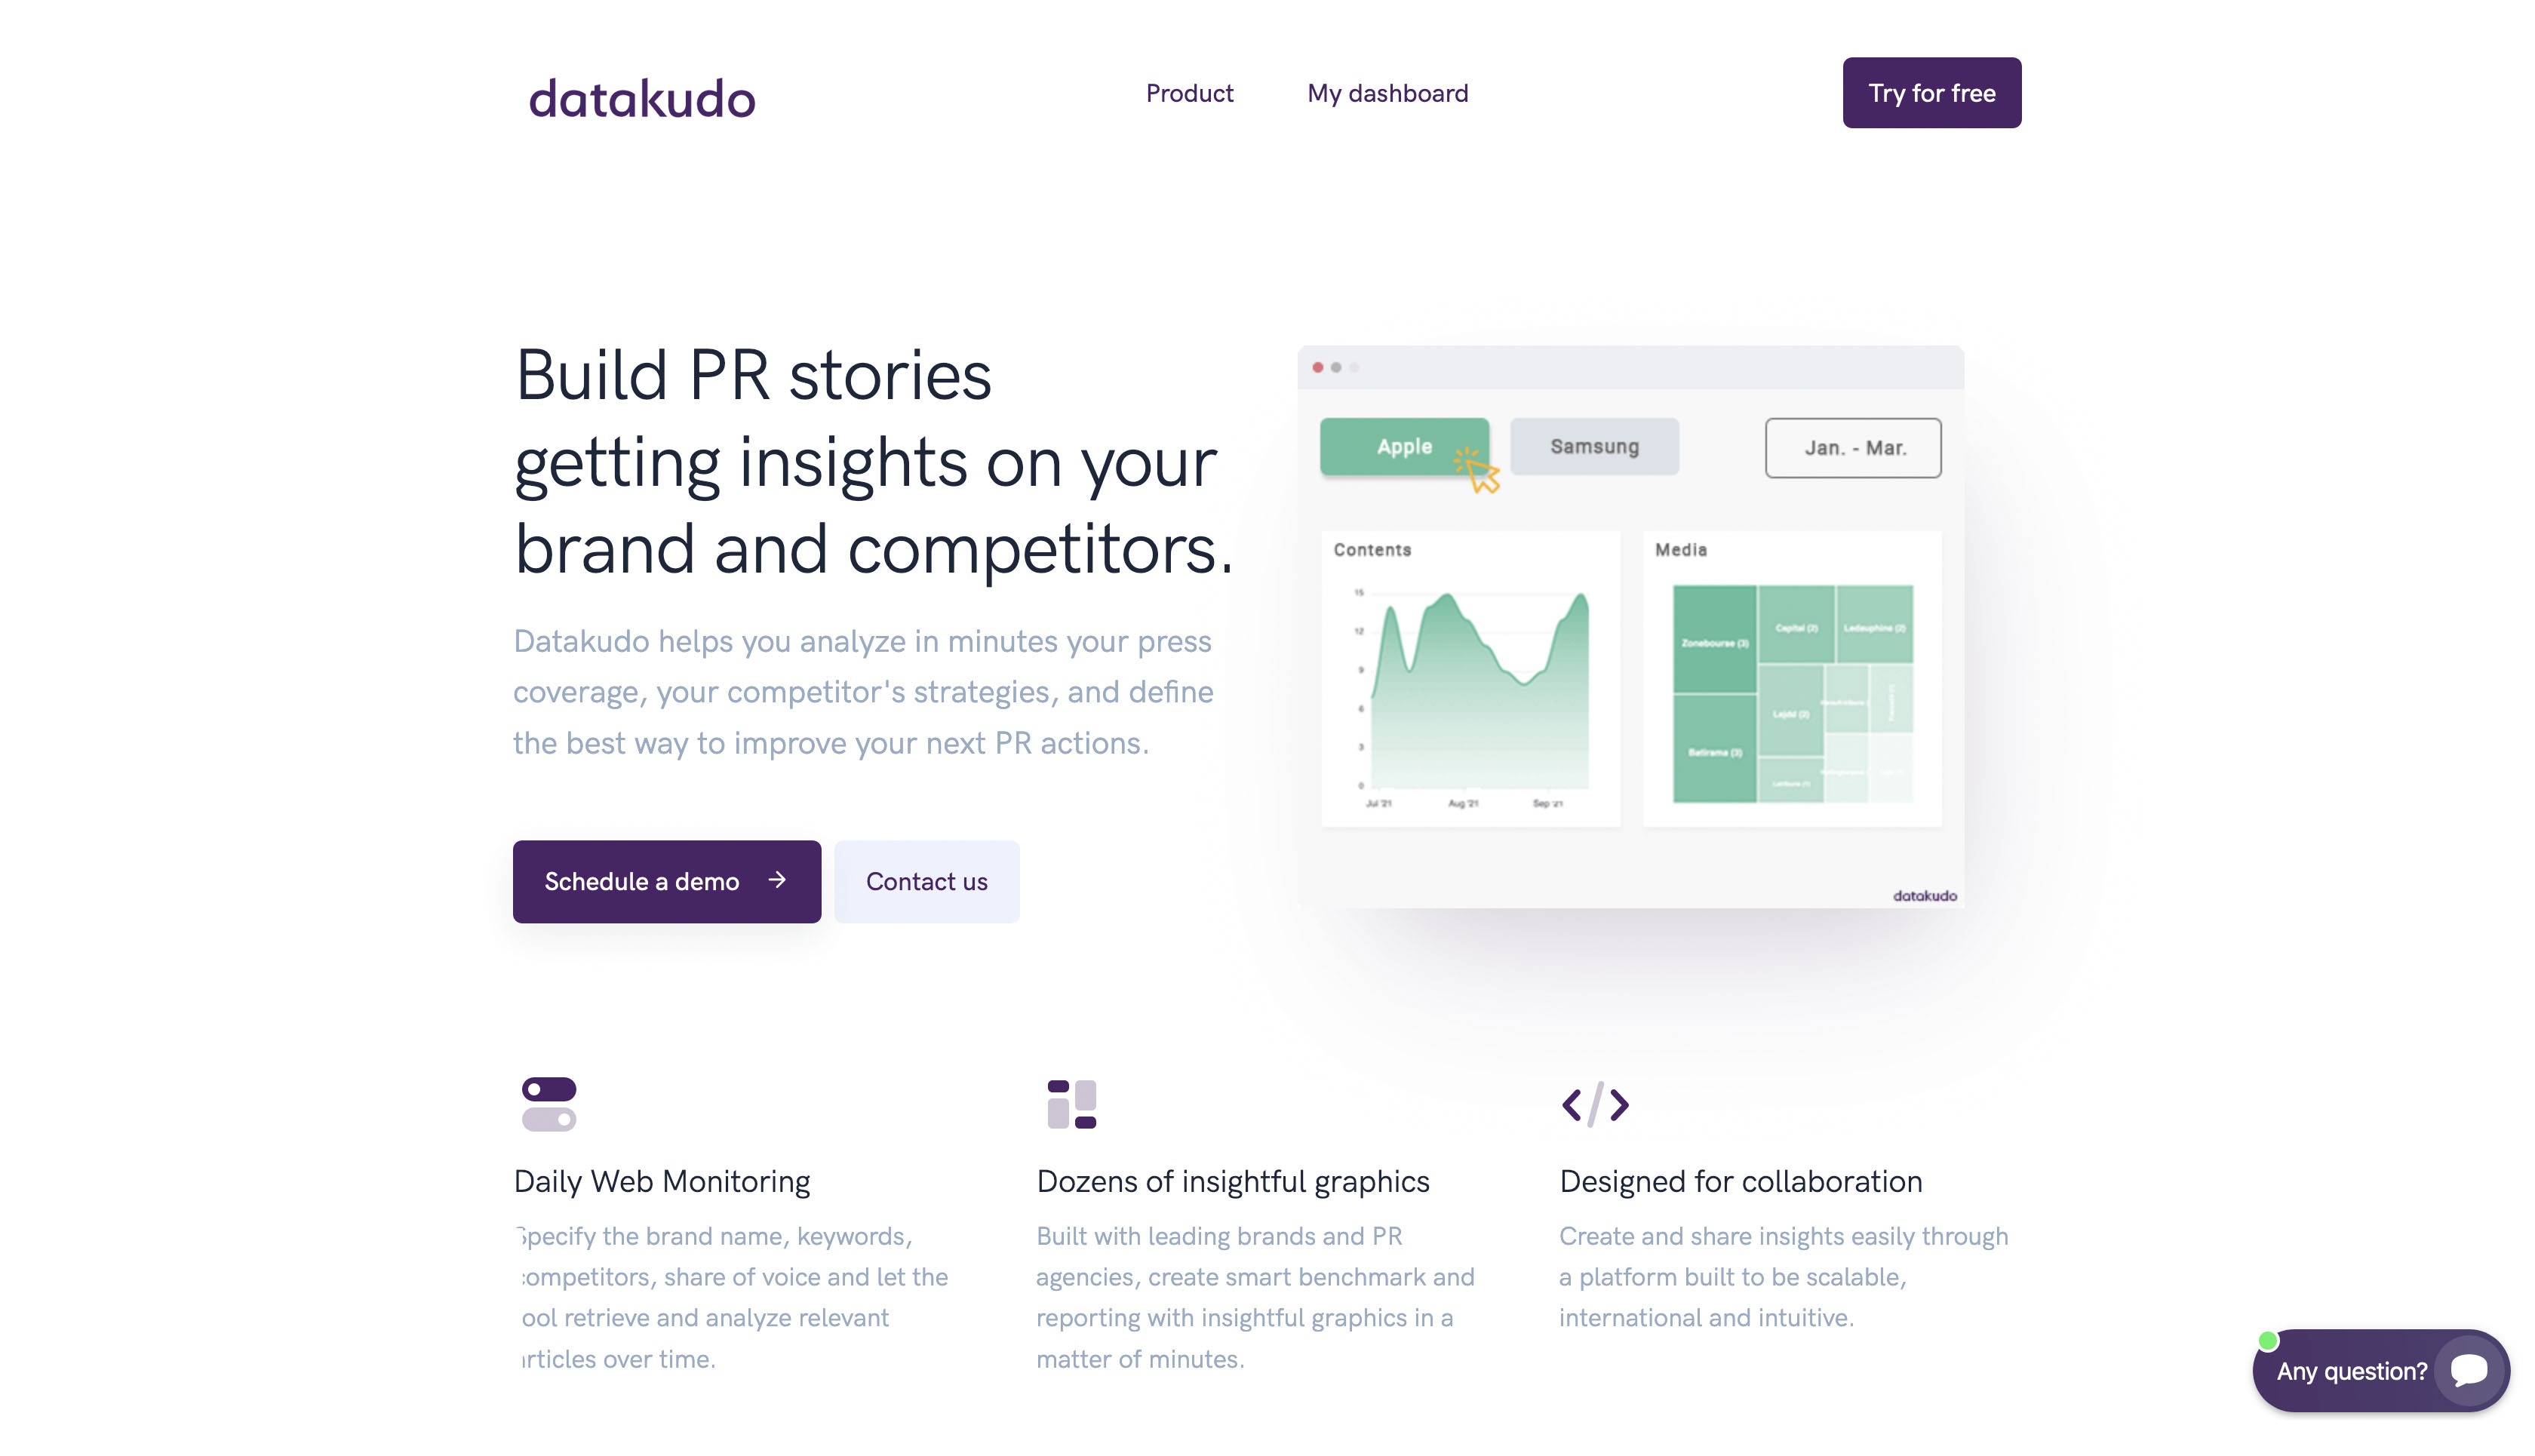 datakudo
Product
My dashboard
Try for free
Build PR stories
getting insights on your
brand and competitors.
Datakudo helps you analyze in minutes your press
coverage, your competitor's strategies, and define
the best way to improve your next PR actions.
Schedule a demo
Contact us
Apple
Samsung
Jan. - Mar.
Contents
15
12
9
6
3
0
Jul '21
Aug '21
Sep '21
Media
Zonebourse (3)
Capital (2)
Ledauphine (2)
Batirama (3)
Lejdd (2)
datakudo
Daily Web Monitoring
Specify the brand name, keywords,
competitors, share of voice and let the
ool retrieve and analyze relevant
articles over time.
Dozens of insightful graphics
Built with leading brands and PR
agencies, create smart benchmark and
reporting with insightful graphics in a
matter of minutes.
Designed for collaboration
Create and share insights easily through
a platform built to be scalable,
international and intuitive.
Any question?